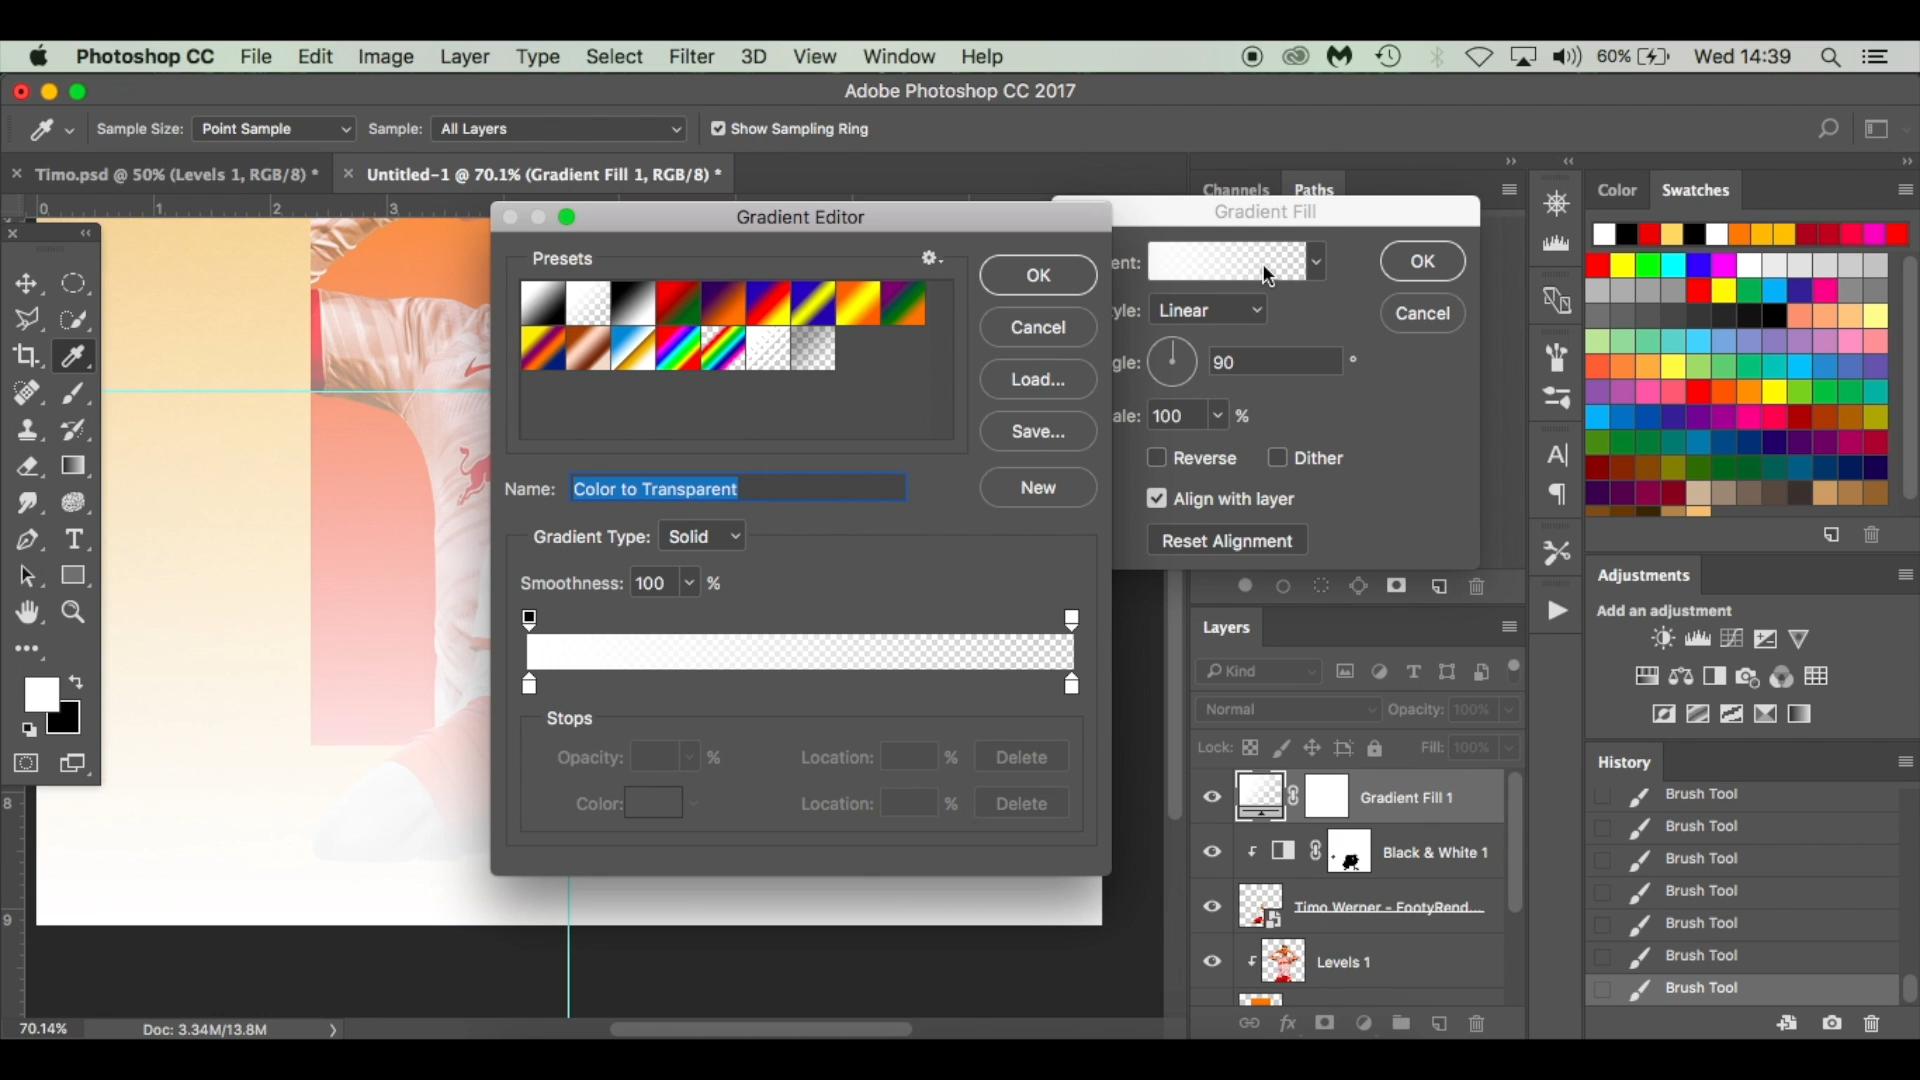 Photoshop CC File Edit Image Layer Type Select Filter 3D View Window Help 60% Wed 14:39
Adobe Photoshop CC 2017
Sample Size: Point Sample Sample: All Layers Show Sampling Ring
Timo.psd @ 50% (Levels 1, RGB/8) * Untitled-1 @ 70.1% (Gradient Fill 1, RGB/8) *
Channels Paths
Color Swatches
0 1 2 3
Gradient Editor
Presets
OK
Cancel
Load...
Save...
New
Name: Color to Transparent
Gradient Type: Solid
Smoothness: 100 %
Stops
Opacity: % Location: % Delete
Color: Location: % Delete
Gradient Fill
ent:
OK
Cancel
yle: Linear
gle: 90 °
ale: 100 %
Reverse Dither
Align with layer
Reset Alignment
Layers
Kind
Normal Opacity: 100%
Lock: Fill: 100%
Gradient Fill 1
Black & White 1
Timo Werner - FootyRend...
Levels 1
fx
Adjustments
Add an adjustment
History
Brush Tool
Brush Tool
Brush Tool
Brush Tool
Brush Tool
Brush Tool
Brush Tool
8
9
70.14% Doc: 3.34M/13.8M